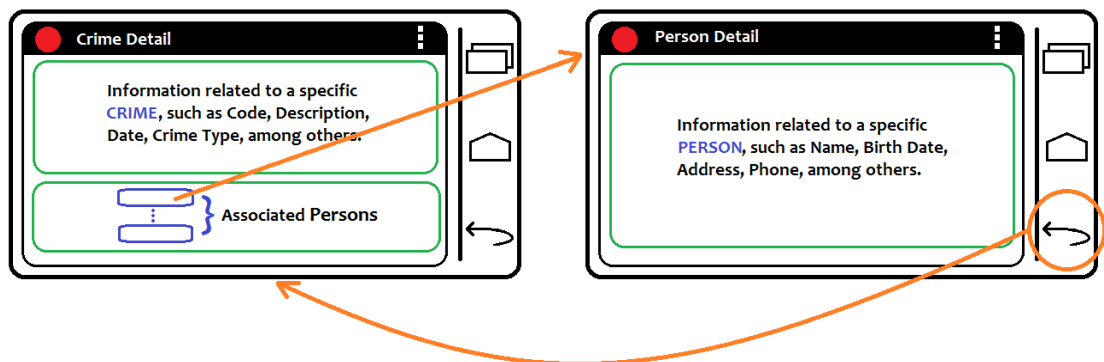 Crime Detail
Information related to a specific
CRIME, such as Code, Description,
Date, Crime Type, among others.
Associated Persons
Person Detail
Information related to a specific
PERSON, such as Name, Birth Date,
Address, Phone, among others.